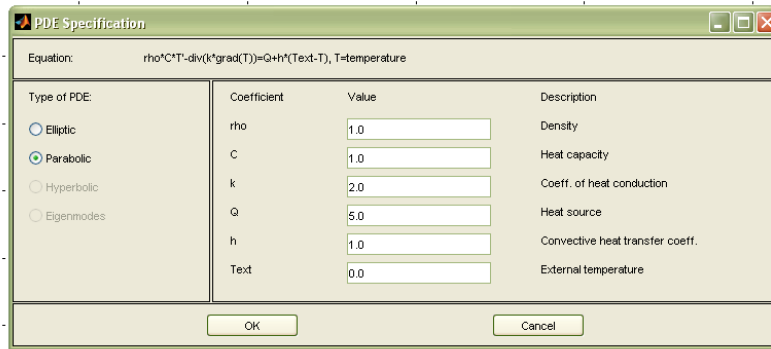 PDE Specification
Equation: rho*C*T'-div(k*grad(T))=Q+h*(Text-T), T=temperature
Type of PDE: Coefficient Value Description
Elliptic rho 1.0 Density
Parabolic C 1.0 Heat capacity
Hyperbolic k 2.0 Coeff. of heat conduction
Eigenmodes Q 5.0 Heat source
h 1.0 Convective heat transfer coeff.
Text 0.0 External temperature
OK Cancel